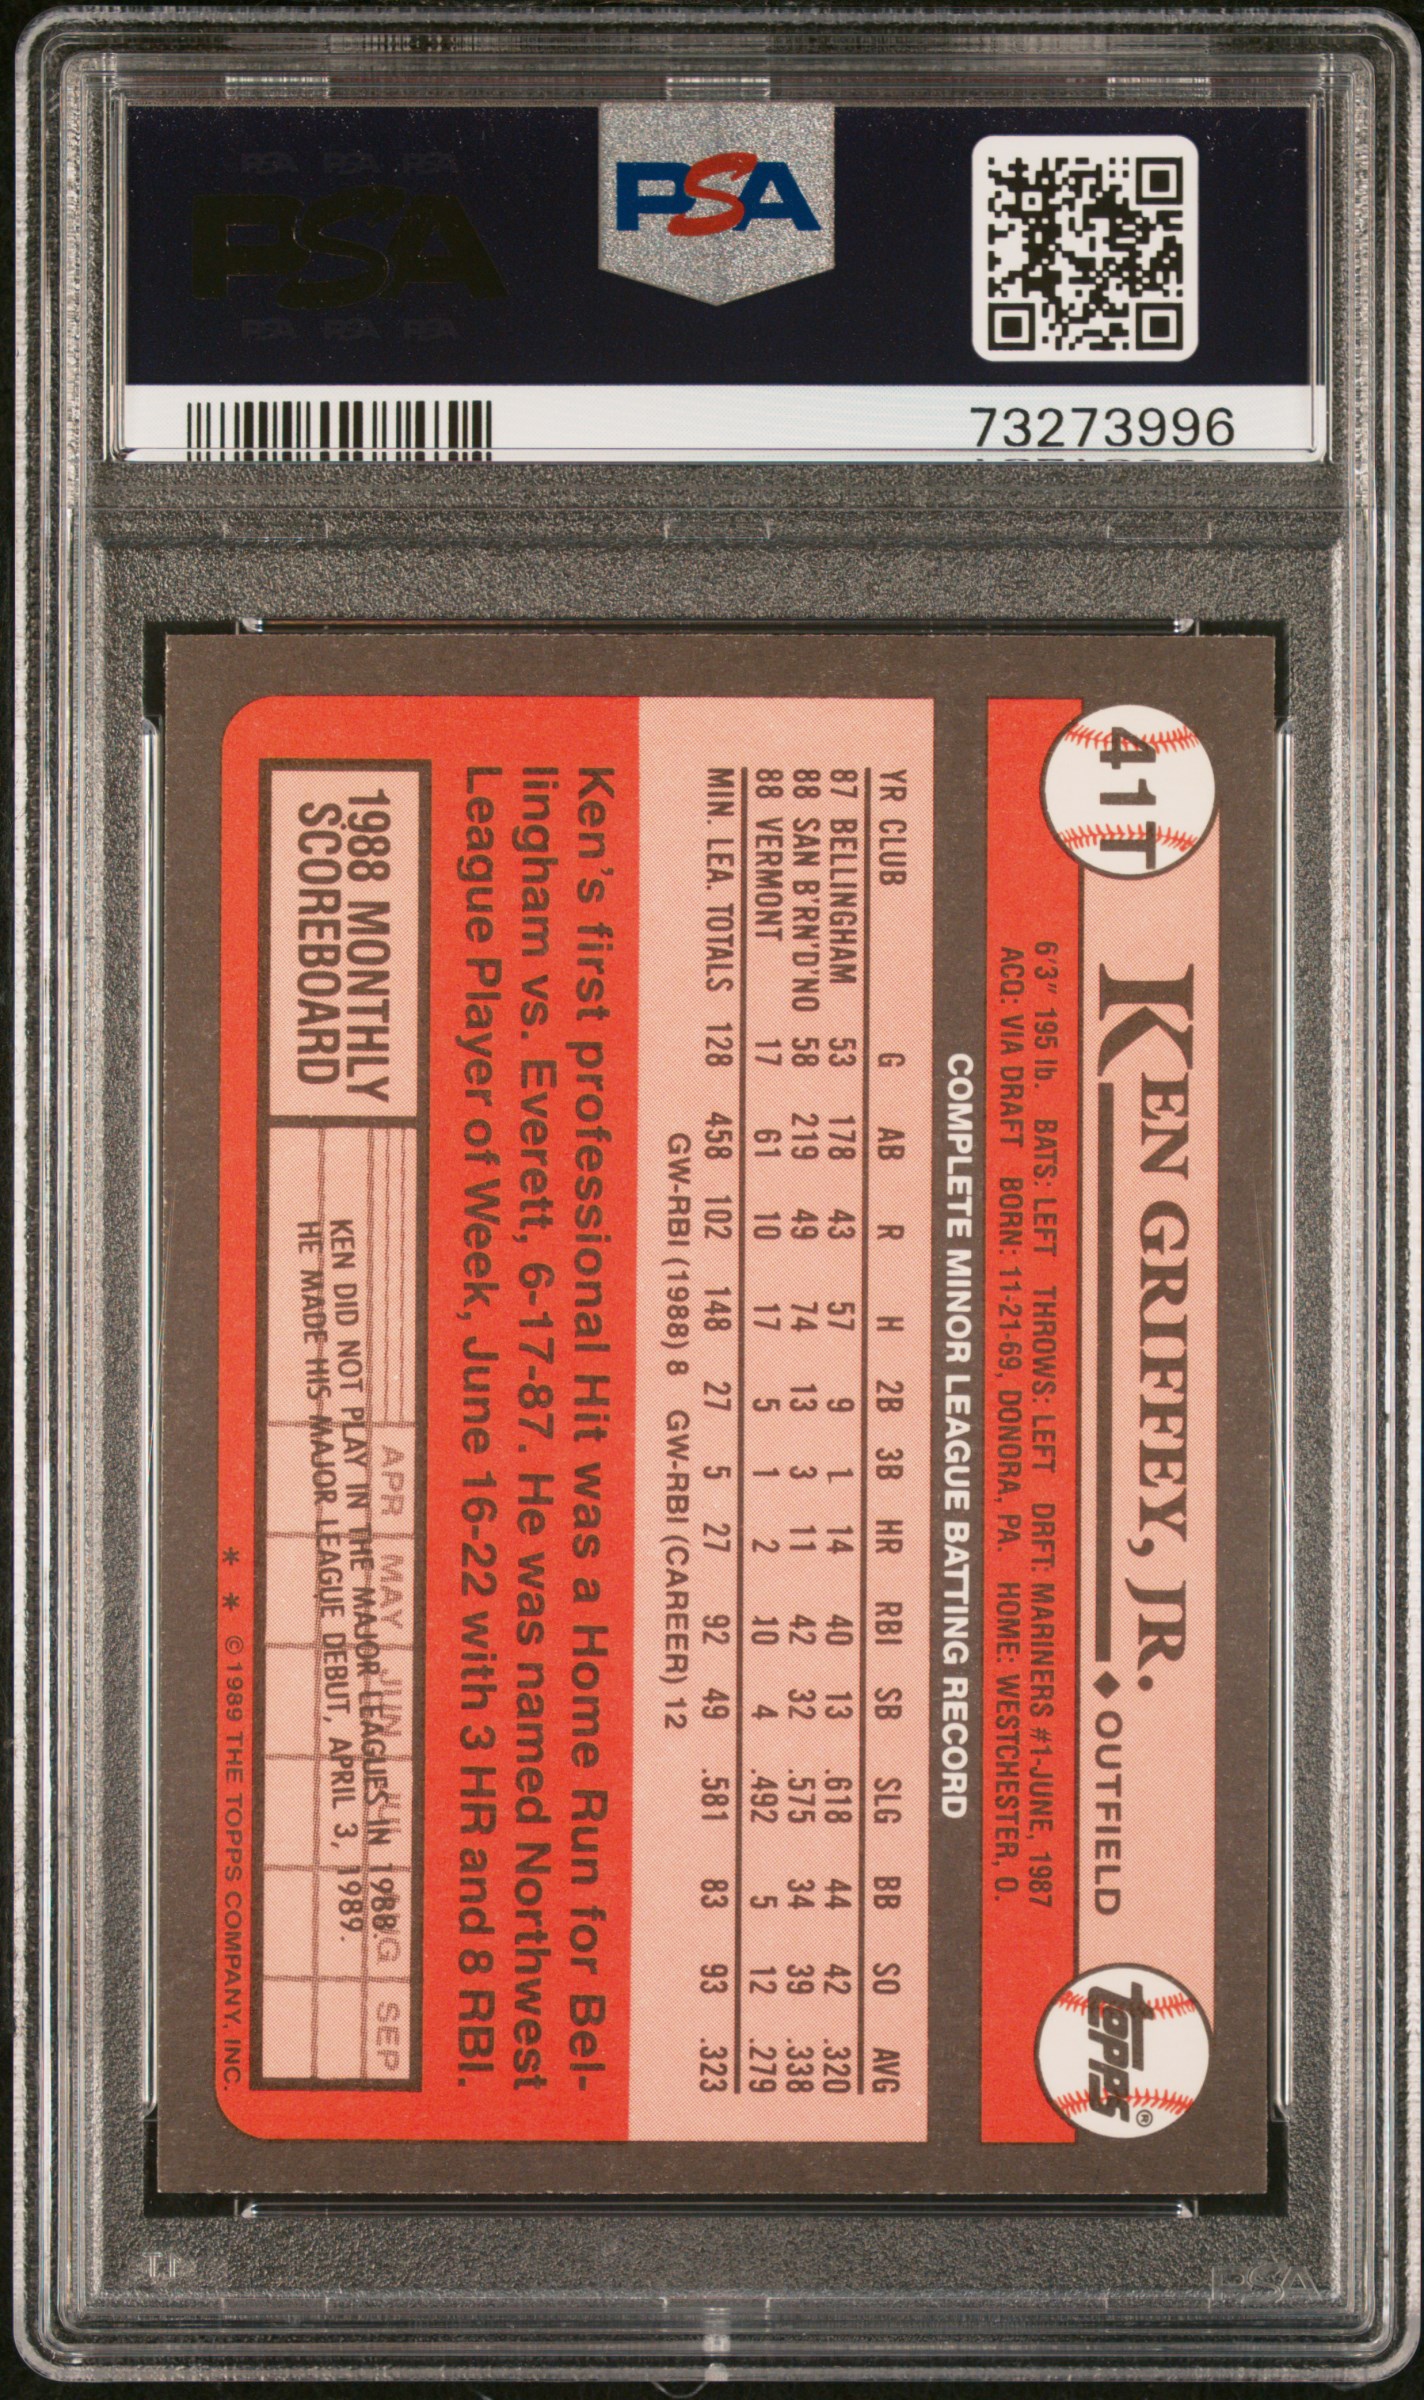 PSA PSA PSA
PSA
PSA PSA PSA
PSA
73273996
41T
KEN GRIFFEY, JR. ◆ OUTFIELD
TOPPS®
6'3" 195 lb. BATS: LEFT THROWS: LEFT DRFT: MARINERS #1-JUNE, 1987
ACQ: VIA DRAFT BORN: 11-21-69, DONORA, PA. HOME: WESTCHESTER, O.
COMPLETE MINOR LEAGUE BATTING RECORD
YR CLUB G AB R H 2B 3B HR RBI SB SLG BB SO AVG
87 BELLINGHAM 53 178 43 57 9 1 14 40 13 .618 44 42 .320
88 SAN B'RN'D'NO 58 219 49 74 13 3 11 42 32 .575 34 39 .338
88 VERMONT 17 61 10 17 5 1 2 10 4 .492 5 12 .279
MIN. LEA. TOTALS 128 458 102 148 27 5 27 92 49 .581 83 93 .323
GW-RBI (1988) 8 GW-RBI (CAREER) 12
Ken's first professional Hit was a Home Run for Bel-
lingham vs. Everett, 6-17-87. He was named Northwest
League Player of Week, June 16-22 with 3 HR and 8 RBI.
1988 MONTHLY
SCOREBOARD
APR MAY JUN JUL AUG SEP
KEN DID NOT PLAY IN THE MAJOR LEAGUES IN 1988.
HE MADE HIS MAJOR LEAGUE DEBUT, APRIL 3, 1989.
* * © 1989 THE TOPPS COMPANY, INC.
PSA